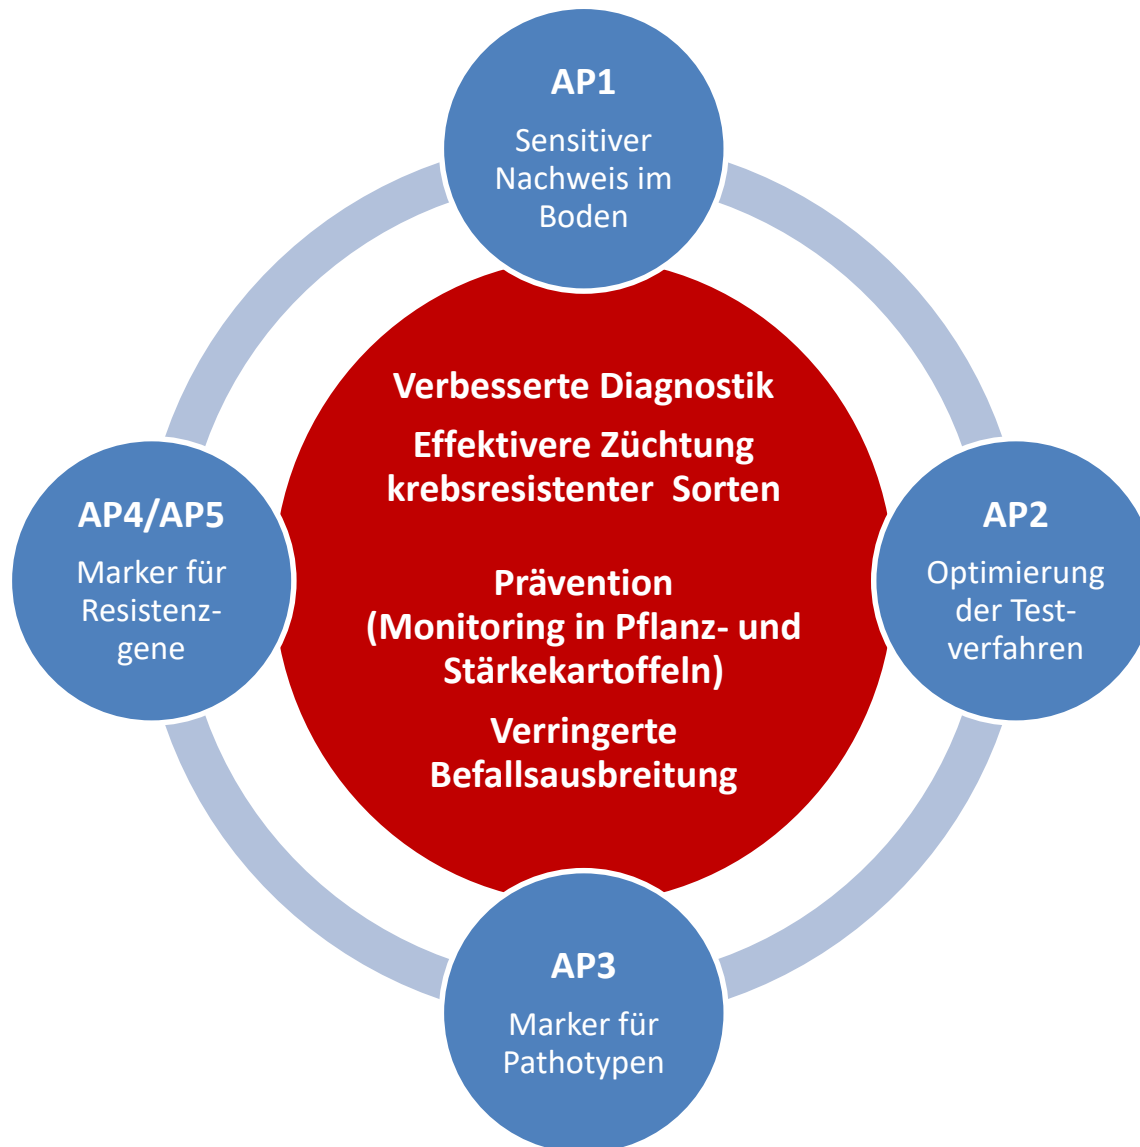 AP1
Sensitiver
Nachweis im
Boden
Verbesserte Diagnostik
Effektivere Züchtung
krebsresistenter Sorten
Prävention
(Monitoring in Pflanz- und
Stärkekartoffeln)
Verringerte
Befallsausbreitung
AP4/AP5
Marker für
Resistenz-
gene
AP2
Optimierung
der Test-
verfahren
AP3
Marker für
Pathotypen